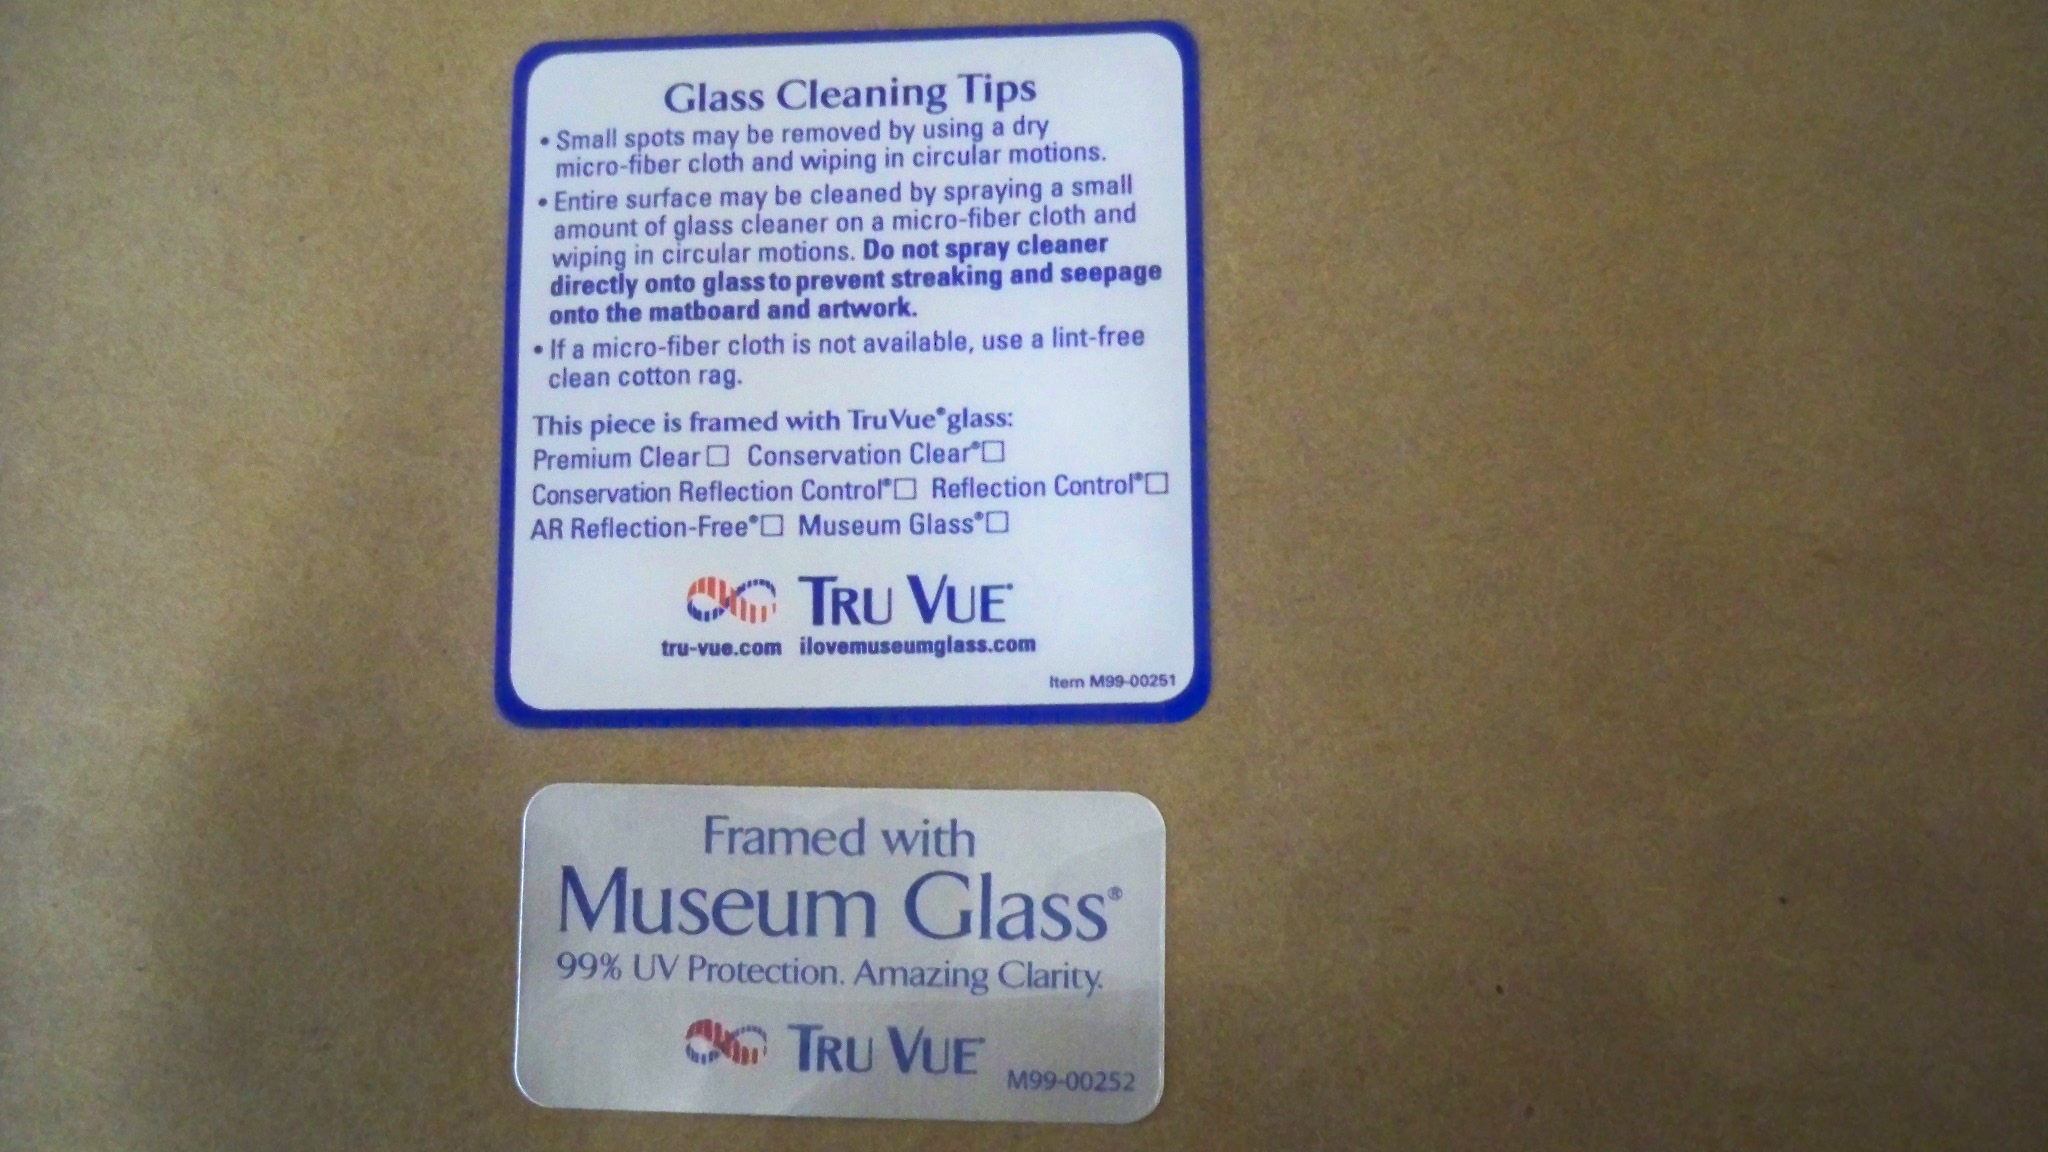 Glass Cleaning Tips
• Small spots may be removed by using a dry
micro-fiber cloth and wiping in circular motions.
• Entire surface may be cleaned by spraying a small
amount of glass cleaner on a micro-fiber cloth and
wiping in circular motions. Do not spray cleaner
directly onto glass to prevent streaking and seepage
onto the matboard and artwork.
• If a micro-fiber cloth is not available, use a lint-free
clean cotton rag.
This piece is framed with Tru Vue® glass:
Premium Clear □ Conservation Clear® □
Conservation Reflection Control® □ Reflection Control® □
AR Reflection-Free® □ Museum Glass® □
TRU VUE®
tru-vue.com ilovemuseumglass.com
Item M99-00251
Framed with
Museum Glass®
99% UV Protection. Amazing Clarity.
TRU VUE®
M99-00252